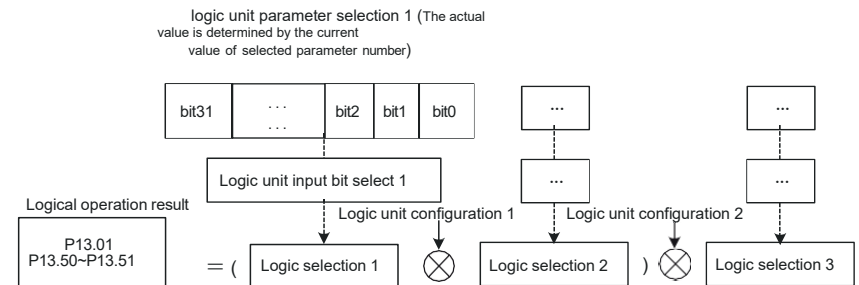 logic unit parameter selection 1 (The actual
value is determined by the current
value of selected parameter number)
bit31
...
...
bit2
bit1
bit0
...
...
Logic unit input bit select 1
...
...
Logical operation result
Logic unit configuration 1
Logic unit configuration 2
P13.01
P13.50~P13.51
= (
Logic selection 1
Logic selection 2
)
Logic selection 3